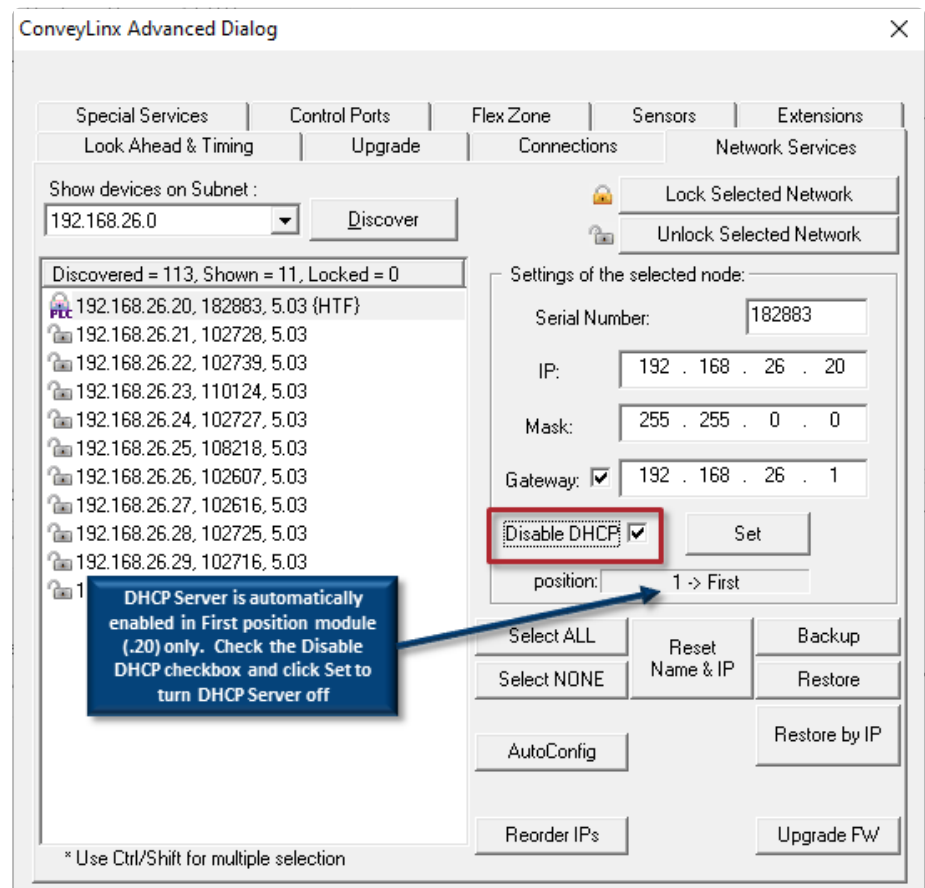 ConveyLinx Advanced Dialog
Special Services
Control Ports
Flex Zone
Sensors
Extensions
Look Ahead & Timing
Upgrade
Connections
Network Services
Show devices on Subnet :
192.168.26.0
Discover
Lock Selected Network
Unlock Selected Network
Discovered = 113, Shown = 11, Locked = 0
PLC 192.168.26.20, 182883, 5.03 {HTF}
192.168.26.21, 102728, 5.03
192.168.26.22, 102739, 5.03
192.168.26.23, 110124, 5.03
192.168.26.24, 102727, 5.03
192.168.26.25, 108218, 5.03
192.168.26.26, 102607, 5.03
192.168.26.27, 102616, 5.03
192.168.26.28, 102725, 5.03
192.168.26.29, 102716, 5.03
1
DHCP Server is automatically
enabled in First position module
(.20) only. Check the Disable
DHCP checkbox and click Set to
turn DHCP Server off
* Use Ctrl/Shift for multiple selection
Settings of the selected node:
Serial Number: 182883
IP: 192 . 168 . 26 . 20
Mask: 255 . 255 . 0 . 0
Gateway: 192 . 168 . 26 . 1
Disable DHCP
Set
position: 1 -> First
Select ALL
Reset
Name & IP
Backup
Select NONE
Restore
AutoConfig
Restore by IP
Reorder IPs
Upgrade FW